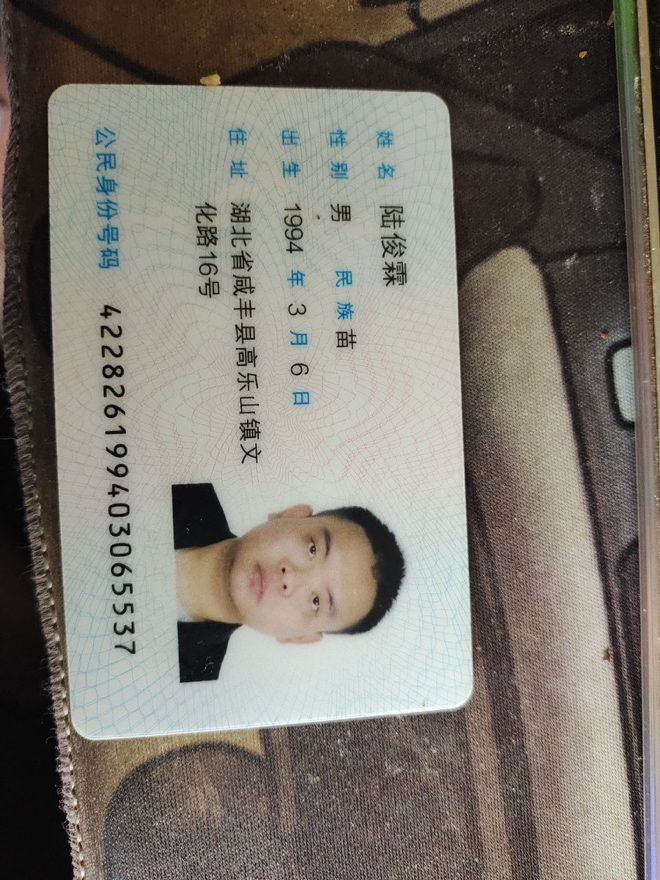 姓名 陆俊霖
性别 男 民族 苗
出生 1994 年 3 月 6 日
住址 湖北省咸丰县高乐山镇文
化路16号
公民身份号码 422826199403065537